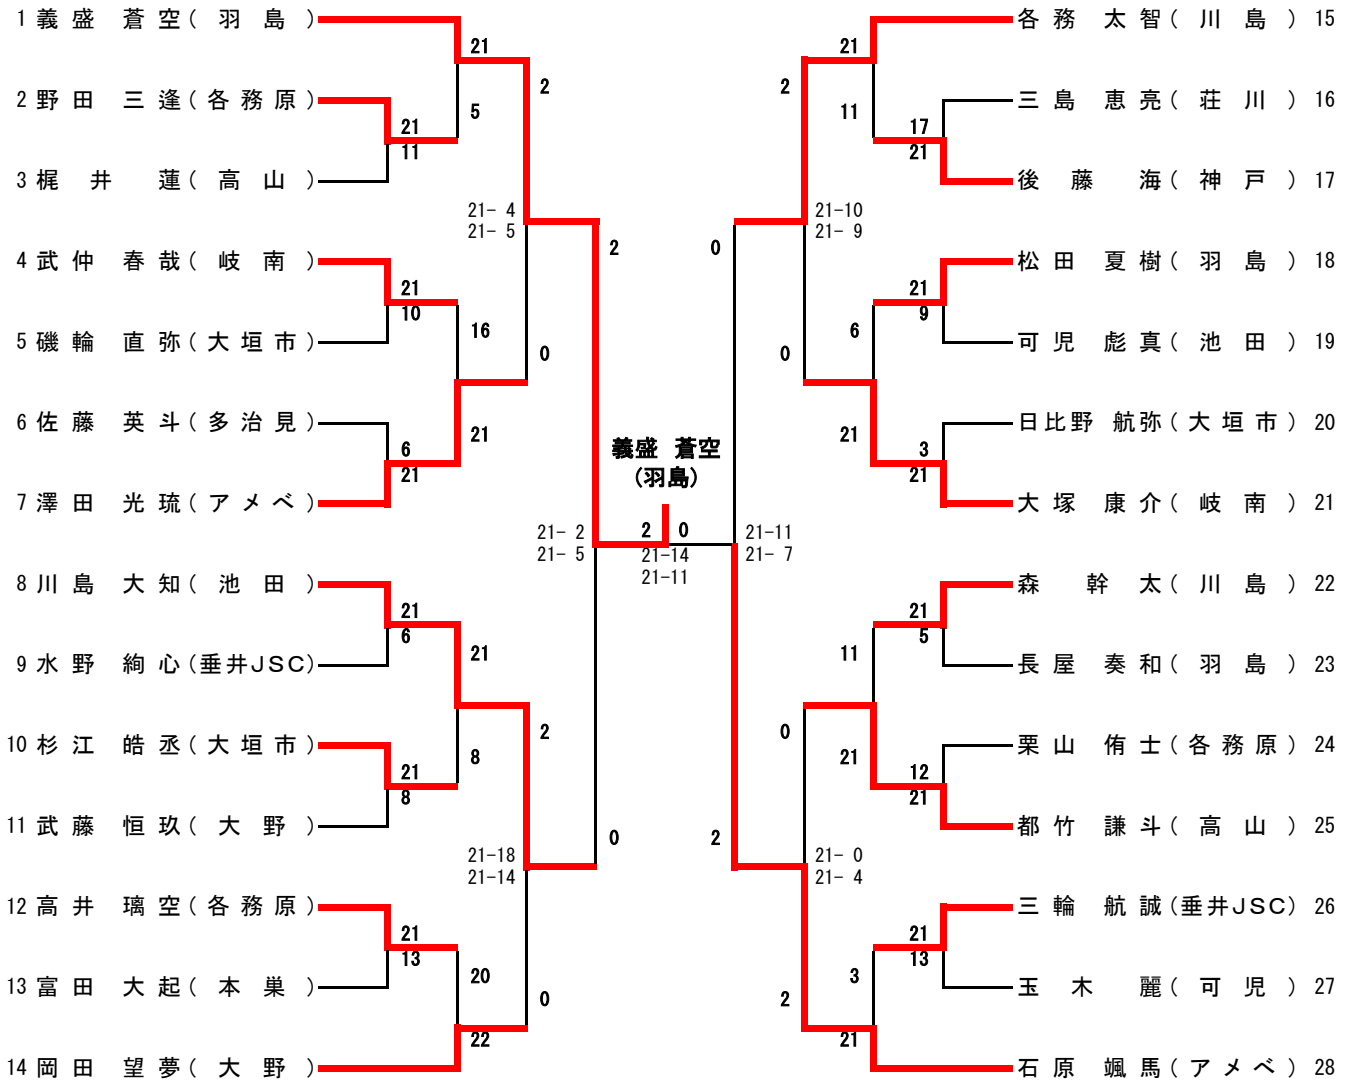 1 義盛 蒼空(羽島)
2 野田 三逢(各務原)
3 梶井 蓮(高山)
4 武仲 春哉(岐南)
5 磯輪 直弥(大垣市)
6 佐藤 英斗(多治見)
7 澤田 光琉(アメベ)
8 川島 大知(池田)
9 水野 絢心(垂井JSC)
10 杉江 皓丞(大垣市)
11 武藤 恒玖(大野)
12 高井 璃空(各務原)
13 富田 大起(本巣)
14 岡田 望夢(大野)
21
5
21
11
21
10
16
6
21
21
21
6
21
21
8
8
21
13
20
22
2
21- 4
21- 5
0
2
21-18
21-14
0
2
21- 2
21- 5
0
義盛 蒼空
(羽島)
2 0
21-14
21-11
0
21-11
21- 7
2
2
21-10
21- 9
0
0
21- 0
21- 4
2
21
11
17
21
21
9
6
21
3
21
21
5
11
21
12
21
21
13
3
21
各務 太智(川島) 15
三島 恵亮(荘川) 16
後藤 海(神戸) 17
松田 夏樹(羽島) 18
可児 彪真(池田) 19
日比野 航弥(大垣市) 20
大塚 康介(岐南) 21
森 幹太(川島) 22
長屋 奏和(羽島) 23
栗山 侑士(各務原) 24
都竹 謙斗(高山) 25
三輪 航誠(垂井JSC) 26
玉木 麗(可児) 27
石原 颯馬(アメベ) 28